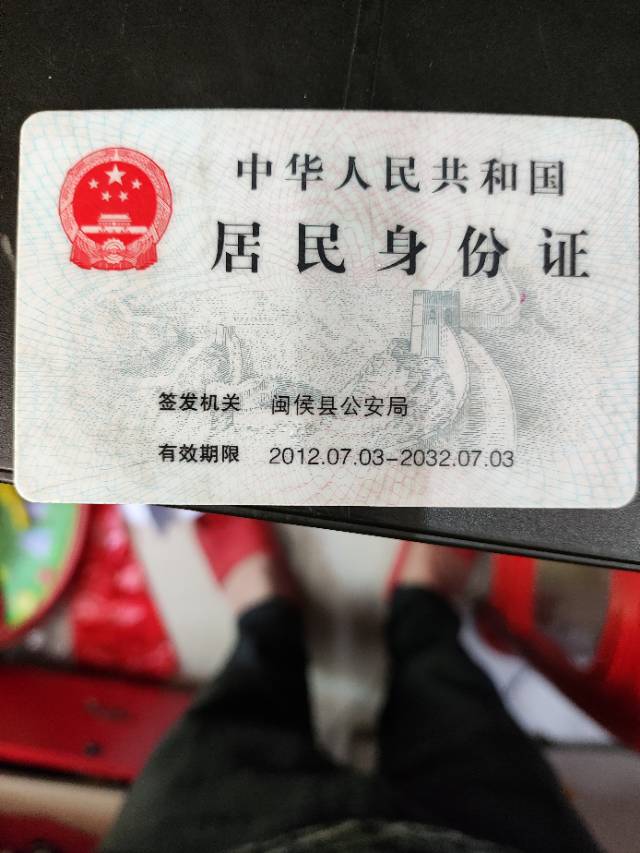 中华人民共和国
居民身份证
签发机关 闽侯县公安局
有效期限 2012.07.03-2032.07.03